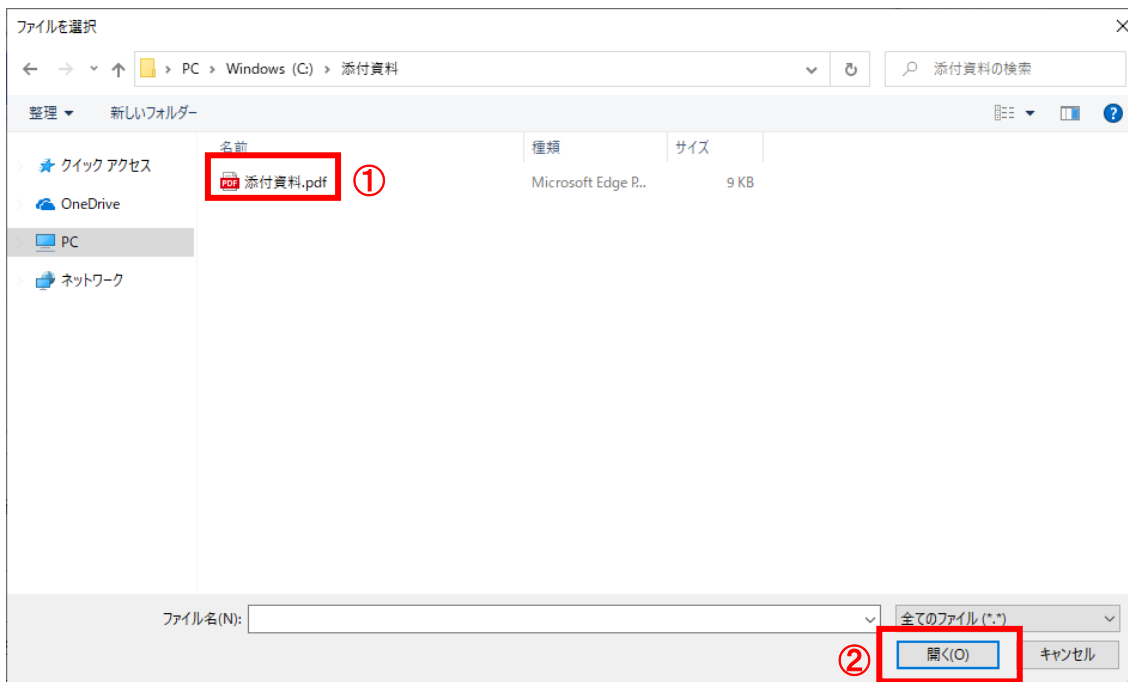 ファイルを選択
PC › Windows (C:) › 添付資料
添付資料の検索
整理
新しいフォルダー
クイック アクセス
OneDrive
PC
ネットワーク
名前 種類 サイズ
添付資料.pdf Microsoft Edge P... 9 KB
①
ファイル名(N):
全てのファイル (*.*)
②
開く(O)
キャンセル